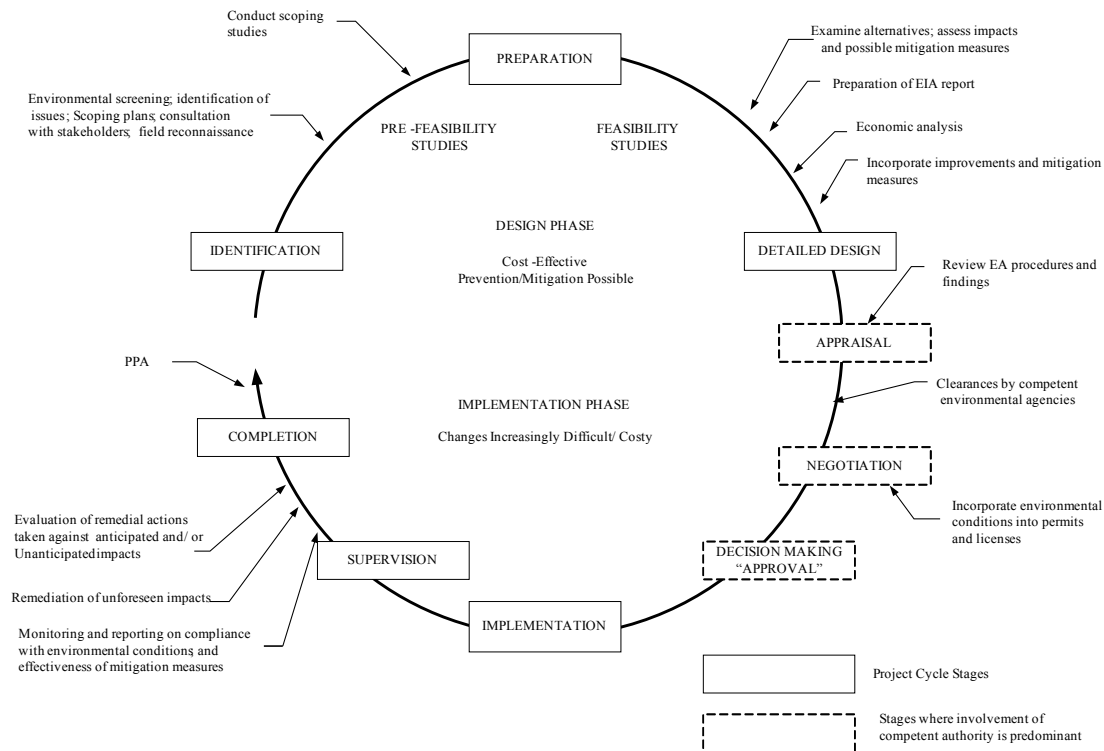 Conduct scoping
studies
PREPARATION
Examine alternatives; assess impacts
and possible mitigation measures
Preparation of EIA report
Environmental screening; identification of
issues; Scoping plans; consultation
with stakeholders; field reconnaissance
PRE -FEASIBILITY
STUDIES
FEASIBILITY
STUDIES
Economic analysis
Incorporate improvements and mitigation
measures
DESIGN PHASE
Cost -Effective
Prevention/Mitigation Possible
IDENTIFICATION
DETAILED DESIGN
Review EA procedures and
findings
APPRAISAL
PPA
Clearances by competent
environmental agencies
IMPLEMENTATION PHASE
Changes Increasingly Difficult/ Costy
COMPLETION
NEGOTIATION
Incorporate environmental
conditions into permits
and licenses
Evaluation of remedial actions
taken against anticipated and/ or
Unanticipated impacts
SUPERVISION
DECISION MAKING
“APPROVAL”
Remediation of unforeseen impacts
IMPLEMENTATION
Monitoring and reporting on compliance
with environmental conditions; and
effectiveness of mitigation measures
Project Cycle Stages
Stages where involvement of
competent authority is predominant